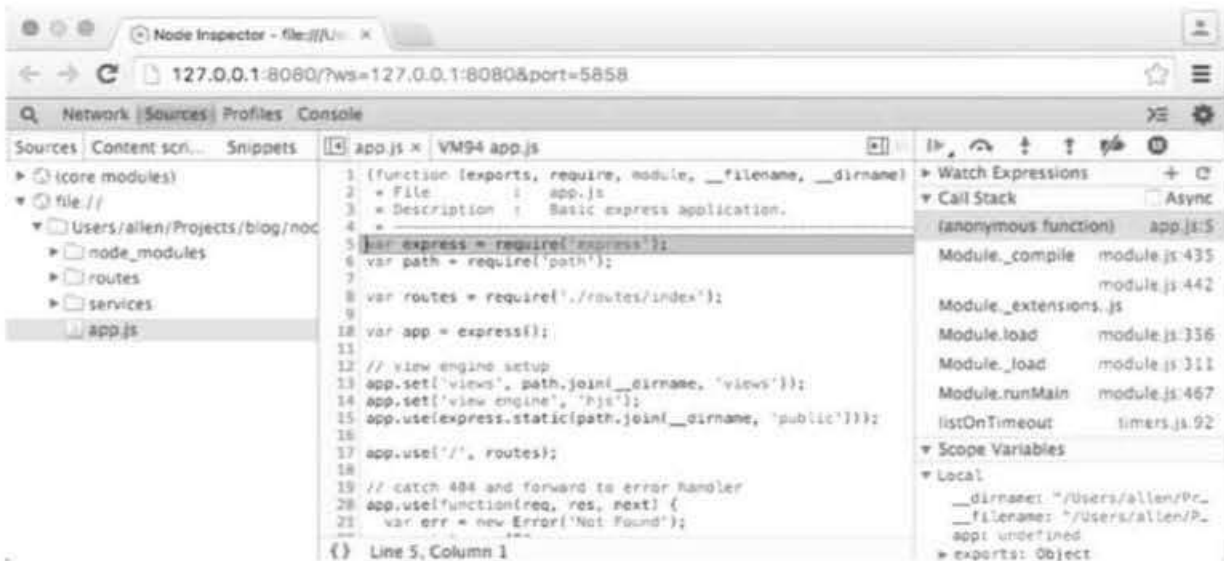 Node Inspector - file:///U
127.0.0.1:8080/?ws=127.0.0.1:8080&port=5858
Network Sources Profiles Console
Sources Content scri... Snippets
(core modules)
file://
Users/allen/Projects/blog/noc
node_modules
routes
services
app.js
app.js × VM94 app.js
1 (function (exports, require, module, __filename, __dirname)
2 * File : app.js
3 * Description : Basic express application.
4 *
5 var express = require('express');
6 var path = require('path');
7
8 var routes = require('./routes/index');
9
10 var app = express();
11
12 // view engine setup
13 app.set('views', path.join(__dirname, 'views'));
14 app.set('view engine', 'hjs');
15 app.use(express.static(path.join(__dirname, 'public')));
16
17 app.use('/', routes);
18
19 // catch 404 and forward to error handler
20 app.use(function(req, res, next) {
21 var err = new Error('Not Found');
{} Line 5, Column 1
Watch Expressions
Call Stack Async
(anonymous function) app.js:5
Module._compile module.js:435
module.js:442
Module._extensions..js
Module.load module.js:356
Module._load module.js:311
Module.runMain module.js:467
listOnTimeout timers.js:92
Scope Variables
Local
__dirname: "/Users/allen/Pr…
__filename: "/Users/allen/P…
app: undefined
exports: Object